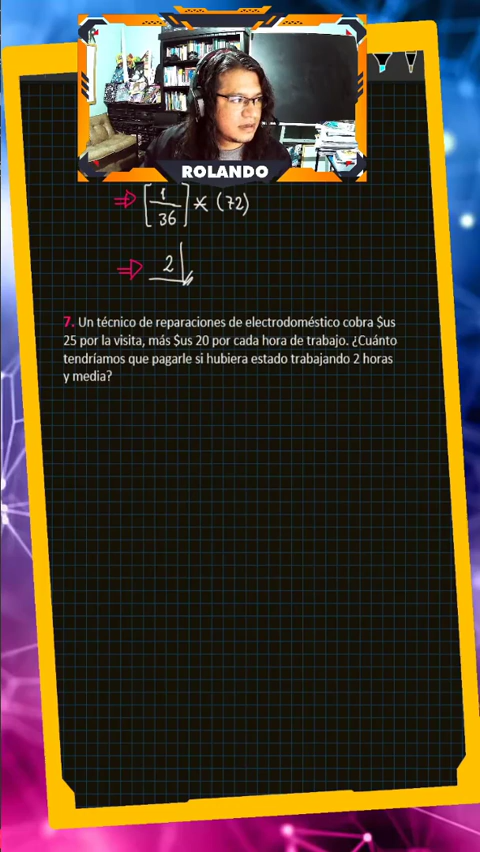 ROLANDO
⇒ [1/36] * (72)
⇒ 2
7. Un técnico de reparaciones de electrodoméstico cobra $us
25 por la visita, más $us 20 por cada hora de trabajo. ¿Cuánto
tendríamos que pagarle si hubiera estado trabajando 2 horas
y media?